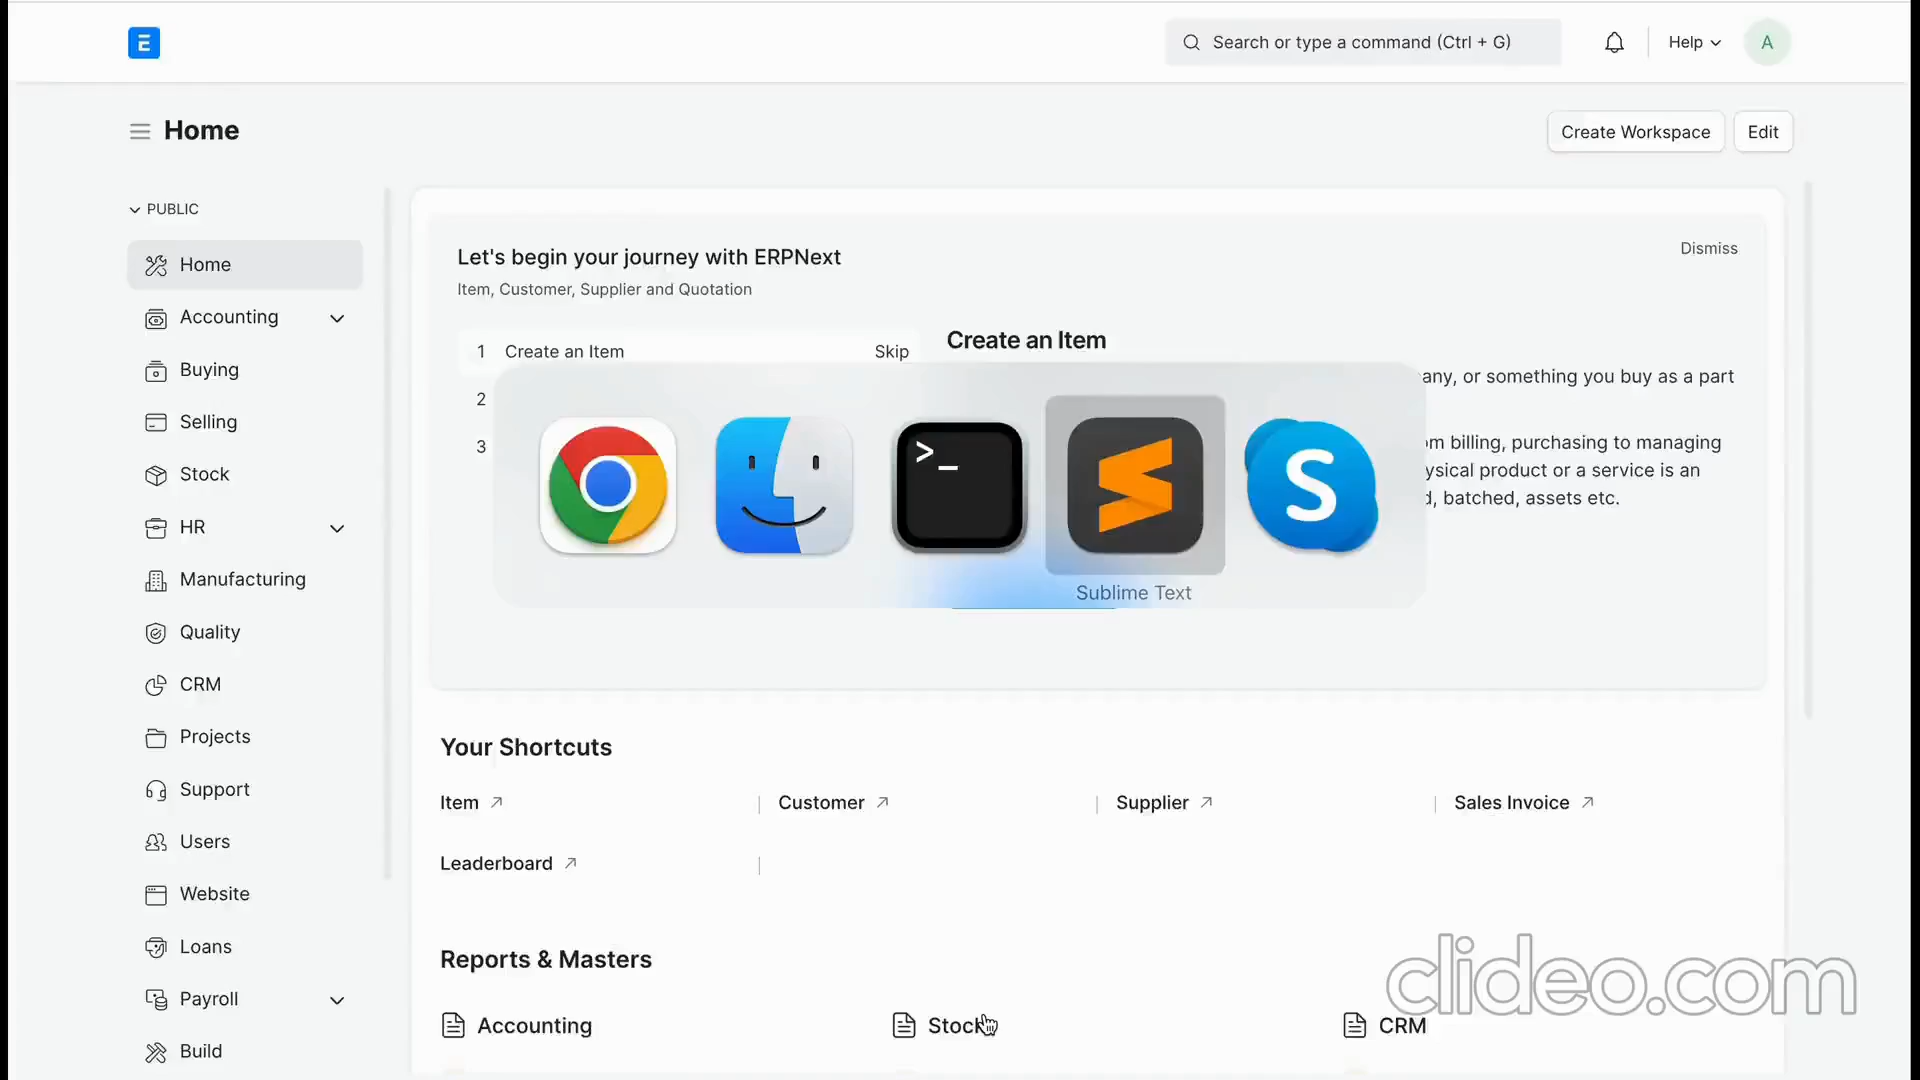 E
Search or type a command (Ctrl + G)
Help
A
Home
Create Workspace
Edit
PUBLIC
Home
Accounting
Buying
Selling
Stock
HR
Manufacturing
Quality
CRM
Projects
Support
Users
Website
Loans
Payroll
Build
Let's begin your journey with ERPNext
Dismiss
Item, Customer, Supplier and Quotation
1 Create an Item
Skip
2
3
Create an Item
any, or something you buy as a part
billing, purchasing to managing
product or a service is an
batched, assets etc.
>_
S
Sublime Text
Your Shortcuts
Item
Customer
Supplier
Sales Invoice
Leaderboard
Reports & Masters
Accounting
Stock
CRM
clideo.com